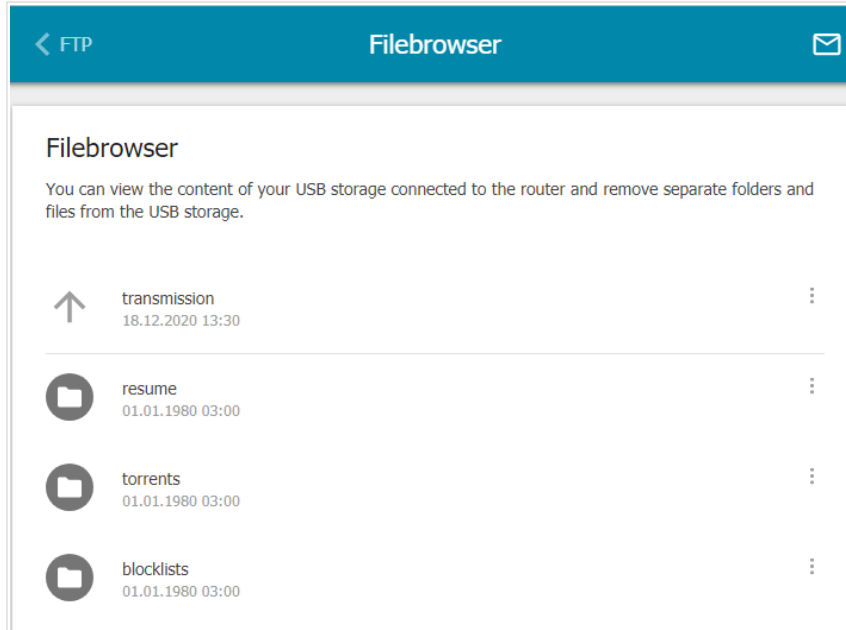 FTP
Filebrowser
Filebrowser
You can view the content of your USB storage connected to the router and remove separate folders and
files from the USB storage.
transmission
18.12.2020 13:30
resume
01.01.1980 03:00
torrents
01.01.1980 03:00
blocklists
01.01.1980 03:00